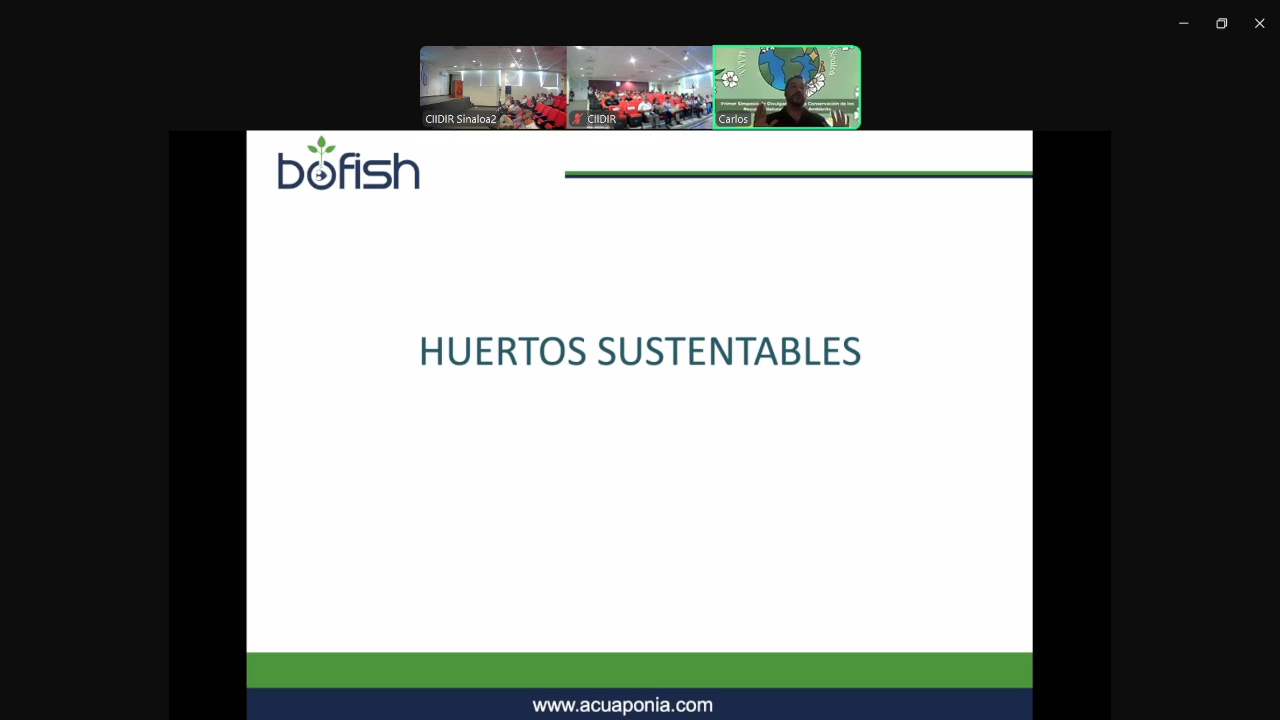 CIIDIR Sinaloa2
CIIDIR
Carlos
bofish
HUERTOS SUSTENTABLES
www.acuaponia.com